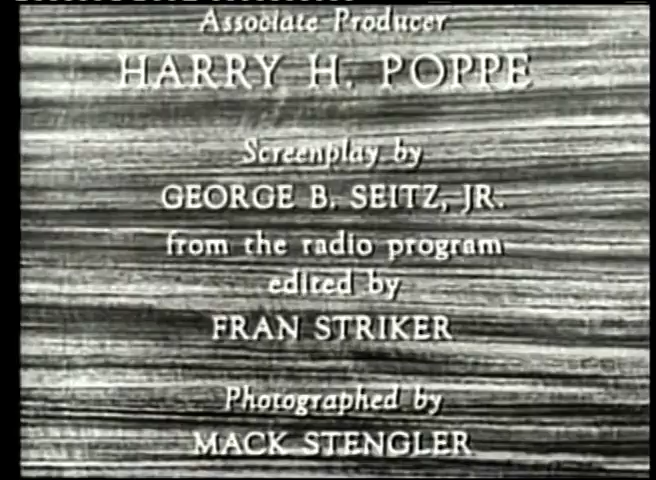 Associate Producer
HARRY H. POPPE
Screenplay by
GEORGE B. SEITZ, JR.
from the radio program
edited by
FRAN STRIKER
Photographed by
MACK STENGLER